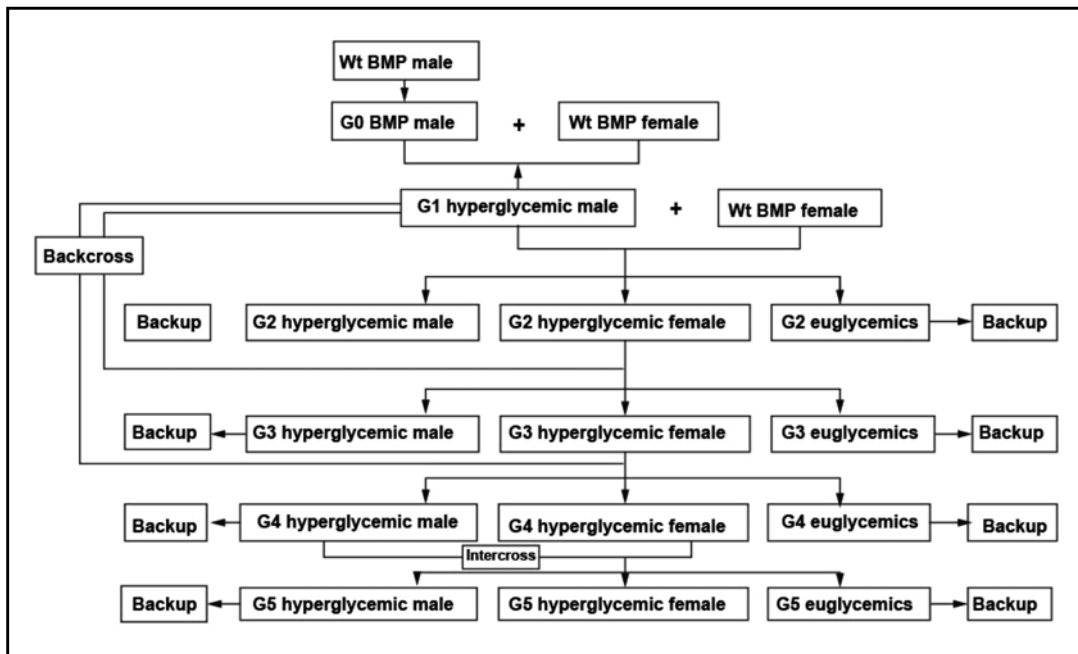 Wt BMP male
G0 BMP male + Wt BMP female
G1 hyperglycemic male + Wt BMP female
Backcross
Backup G2 hyperglycemic male G2 hyperglycemic female G2 euglycemics Backup
Backup G3 hyperglycemic male G3 hyperglycemic female G3 euglycemics Backup
Backup G4 hyperglycemic male G4 hyperglycemic female G4 euglycemics Backup
Intercross
Backup G5 hyperglycemic male G5 hyperglycemic female G5 euglycemics Backup